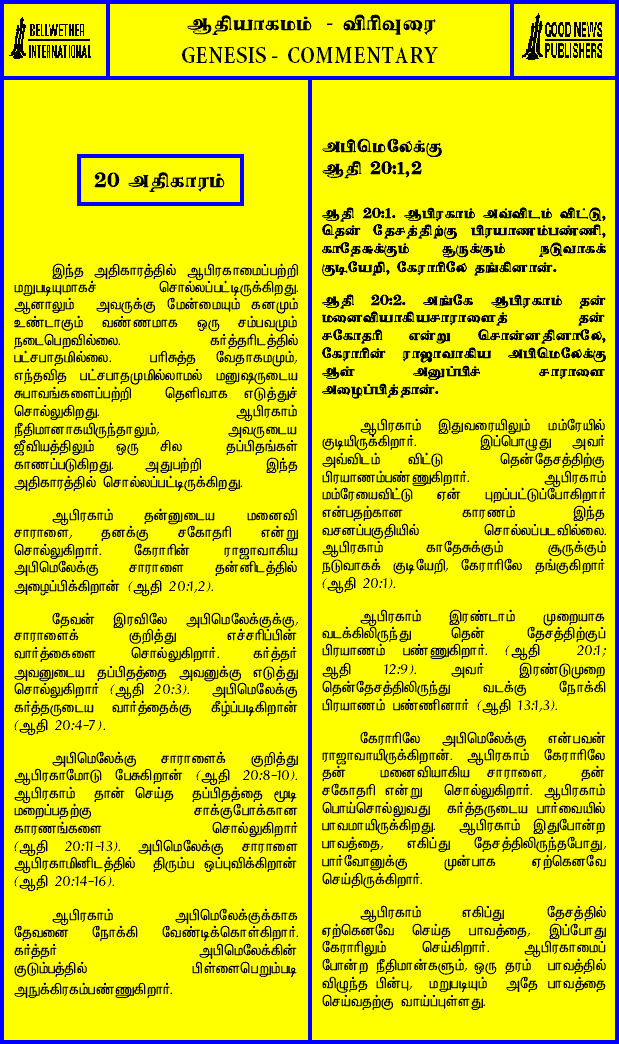 BELLWETHER
INTERNATIONAL
ஆதியாகமம் - விரிவுரை
GENESIS - COMMENTARY
GOOD NEWS
PUBLISHERS
20 அதிகாரம்
இந்த அதிகாரத்தில் ஆபிரகாமைப்பற்றி
மறுபடியுமாகச் சொல்லப்பட்டிருக்கிறது.
ஆனாலும் அவருக்கு மேன்மையும் கனமும்
உண்டாகும் வண்ணமாக ஒரு சம்பவமும்
நடைபெறவில்லை. கர்த்தரிடத்தில்
பட்சபாதமில்லை. பரிசுத்த வேதாகமமும்,
எந்தவித பட்சபாதமுமில்லாமல் மனுஷருடைய
சுபாவங்களைப்பற்றி தெளிவாக எடுத்துச்
சொல்லுகிறது. ஆபிரகாம்
நீதிமானாகயிருந்தாலும், அவருடைய
ஜீவியத்திலும் ஒரு சில தப்பிதங்கள்
காணப்படுகிறது. அதுபற்றி இந்த
அதிகாரத்தில் சொல்லப்பட்டிருக்கிறது.
ஆபிரகாம் தன்னுடைய மனைவி
சாராளை, தனக்கு சகோதரி என்று
சொல்லுகிறார். கேராரின் ராஜாவாகிய
அபிமெலேக்கு சாராளை தன்னிடத்தில்
அழைப்பிக்கிறான் (ஆதி 20:1,2).
தேவன் இரவிலே அபிமெலேக்குக்கு,
சாராளைக் குறித்து எச்சரிப்பின்
வார்த்கைளை சொல்லுகிறார். கர்த்தர்
அவனுடைய தப்பிதத்தை அவனுக்கு எடுத்து
சொல்லுகிறார் (ஆதி 20:3). அபிமெலேக்கு
கர்த்தருடைய வார்த்தைக்கு கீழ்ப்படிகிறான்
(ஆதி 20:4-7).
அபிமெலேக்கு சாராளைக் குறித்து
ஆபிரகாமோடு பேசுகிறான் (ஆதி 20:8-10).
ஆபிரகாம் தான் செய்த தப்பிதத்தை மூடி
மறைப்பதற்கு சாக்குபோக்கான
காரணங்களை சொல்லுகிறார்
(ஆதி 20:11-13). அபிமெலேக்கு சாராளை
ஆபிரகாமினிடத்தில் திரும்ப ஒப்புவிக்கிறான்
(ஆதி 20:14-16).
ஆபிரகாம் அபிமெலேக்குக்காக
தேவனை நோக்கி வேண்டிக்கொள்கிறார்.
கர்த்தர் அபிமெலேக்கின்
குடும்பத்தில் பிள்ளைபெறும்படி
அநுக்கிரகம்பண்ணுகிறார்.
அபிமெலேக்கு
ஆதி 20:1,2
ஆதி 20:1. ஆபிரகாம் அவ்விடம் விட்டு,
தென் தேசத்திற்கு பிரயாணம்பண்ணி,
காதேசுக்கும் சூருக்கும் நடுவாகக்
குடியேறி, கேராரிலே தங்கினான்.
ஆதி 20:2. அங்கே ஆபிரகாம் தன்
மனைவியாகியசாராளைத் தன்
சகோதரி என்று சொன்னதினாலே,
கேராரின் ராஜாவாகிய அபிமெலேக்கு
ஆள் அனுப்பிச் சாராளை
அழைப்பித்தான்.
ஆபிரகாம் இதுவரையிலும் மம்ரேயில்
குடியிருக்கிறார். இப்பொழுது அவர்
அவ்விடம் விட்டு தென்தேசத்திற்கு
பிரயாணம்பண்ணுகிறார். ஆபிரகாம்
மம்ரேயைவிட்டு ஏன் புறப்பட்டுப்போகிறார்
என்பதற்கான காரணம் இந்த
வசனப்பகுதியில் சொல்லப்படவில்லை.
ஆபிரகாம் காதேசுக்கும் சூருக்கும்
நடுவாகக் குடியேறி, கேராரிலே தங்குகிறார்
(ஆதி 20:1).
ஆபிரகாம் இரண்டாம் முறையாக
வடக்கிலிருந்து தென் தேசத்திற்குப்
பிரயாணம் பண்ணுகிறார். (ஆதி 20:1;
ஆதி 12:9). அவர் இரண்டுமுறை
தென்தேசத்திலிருந்து வடக்கு நோக்கி
பிரயாணம் பண்ணினார் (ஆதி 13:1,3).
கேராரிலே அபிமெலேக்கு என்பவன்
ராஜாவாயிருக்கிறான். ஆபிரகாம் கேராரிலே
தன் மனைவியாகிய சாராளை, தன்
சகோதரி என்று சொல்லுகிறார். ஆபிரகாம்
பொய்சொல்லுவது கர்த்தருடைய பார்வையில்
பாவமாயிருக்கிறது. ஆபிரகாம் இதுபோன்ற
பாவத்தை, எகிப்து தேசத்திலிருந்தபோது,
பார்வோனுக்கு முன்பாக ஏற்கெனவே
செய்திருக்கிறார்.
ஆபிரகாம் எகிப்து தேசத்தில்
ஏற்கெனவே செய்த பாவத்தை, இப்போது
கேராரிலும் செய்கிறார். ஆபிரகாமைப்
போன்ற நீதிமான்களும், ஒரு தரம் பாவத்தில்
விழுந்த பின்பு, மறுபடியும் அதே பாவத்தை
செய்வதற்கு வாய்ப்புள்ளது.